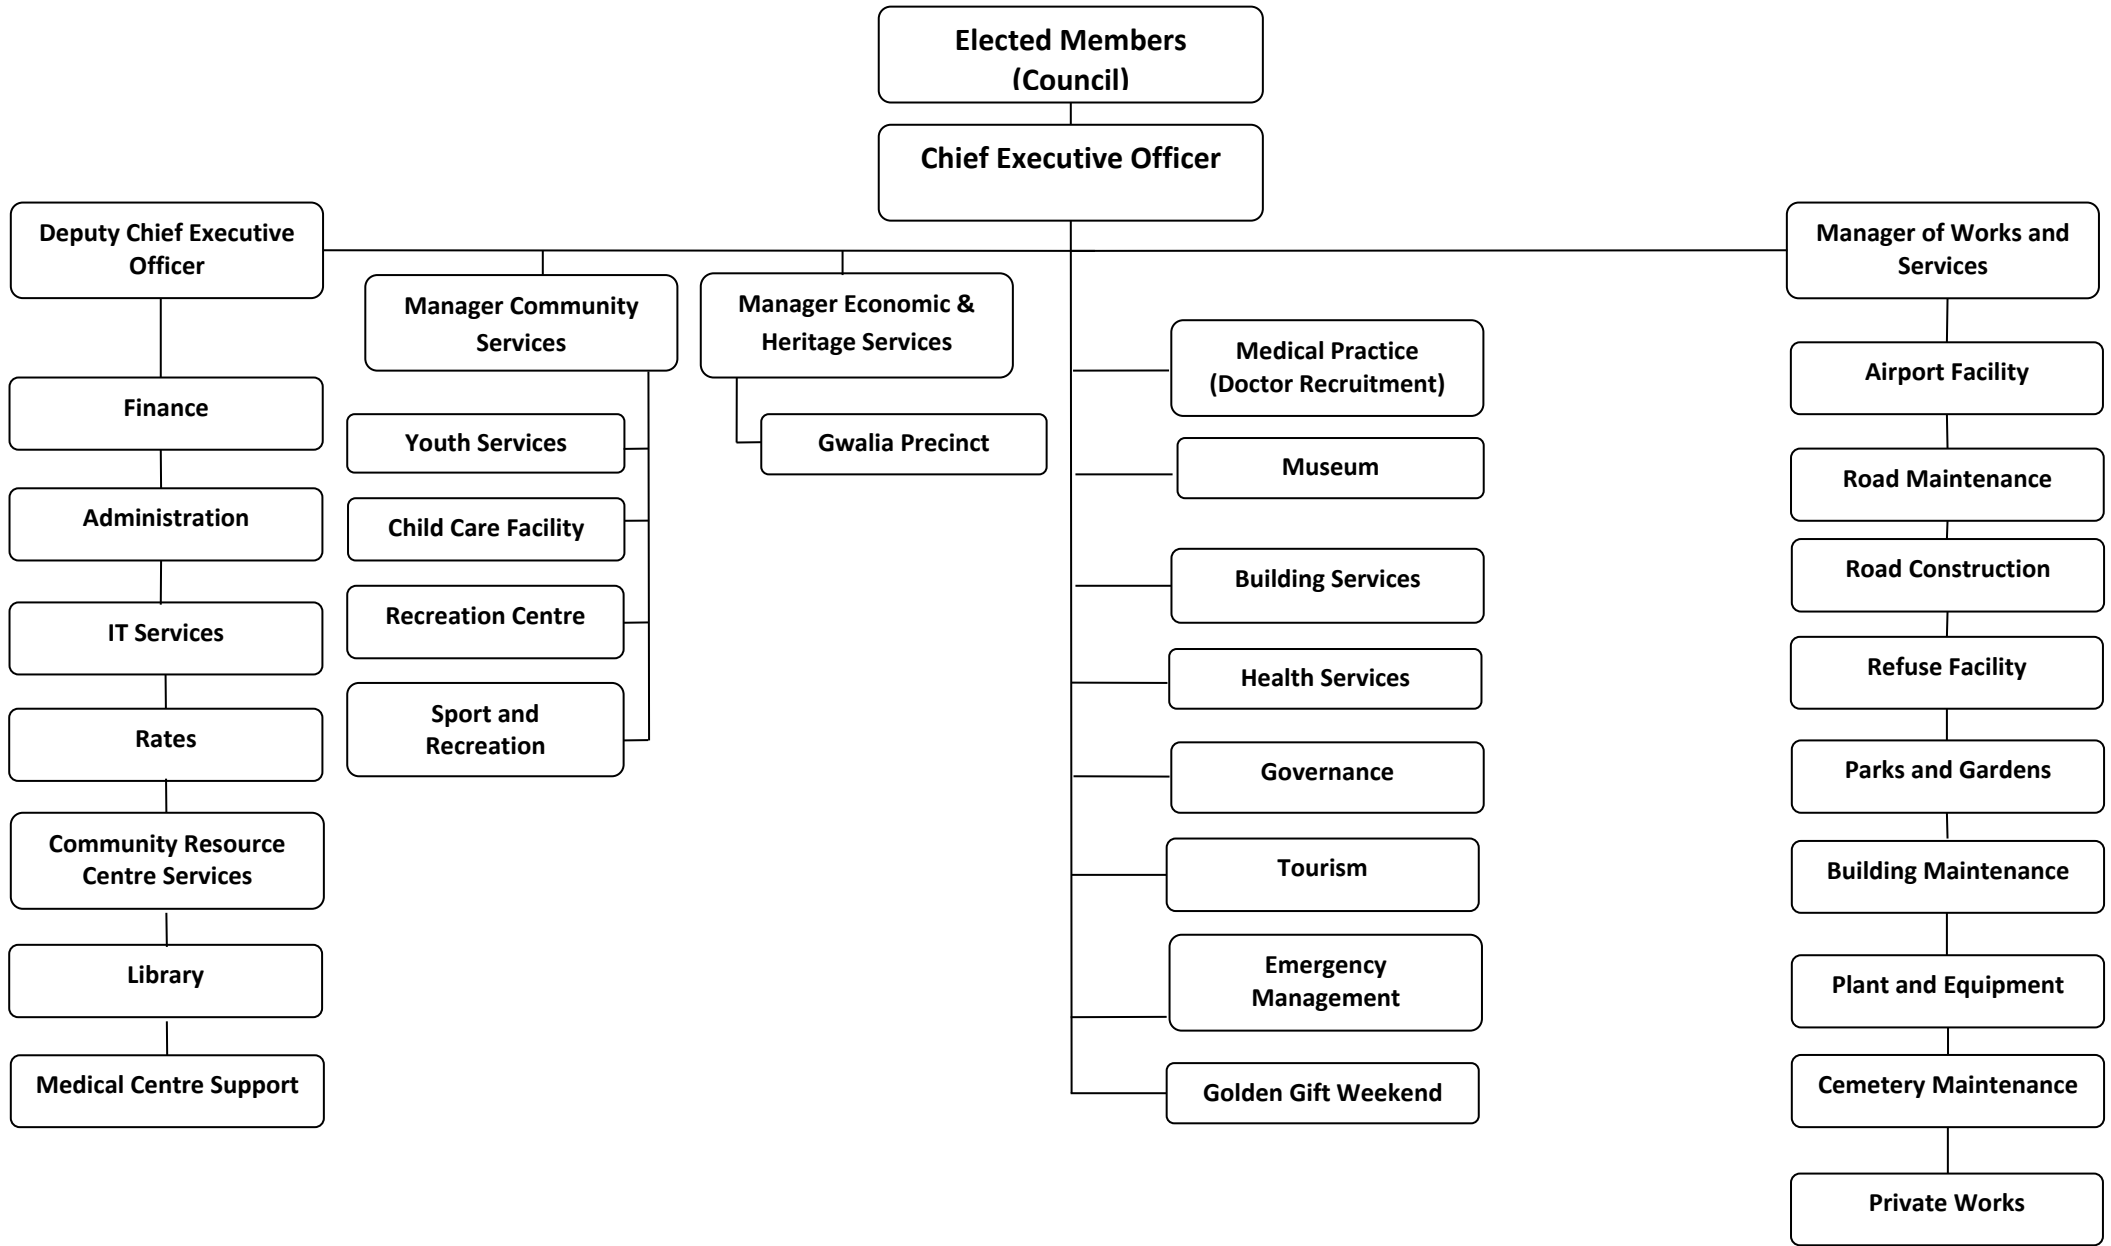 Elected Members
(Council)
Chief Executive Officer
Deputy Chief Executive
Officer
Finance
Administration
IT Services
Rates
Community Resource
Centre Services
Library
Medical Centre Support
Manager Community
Services
Youth Services
Child Care Facility
Recreation Centre
Sport and
Recreation
Manager Economic &
Heritage Services
Gwalia Precinct
Medical Practice
(Doctor Recruitment)
Museum
Building Services
Health Services
Governance
Tourism
Emergency
Management
Golden Gift Weekend
Manager of Works and
Services
Airport Facility
Road Maintenance
Road Construction
Refuse Facility
Parks and Gardens
Building Maintenance
Plant and Equipment
Cemetery Maintenance
Private Works